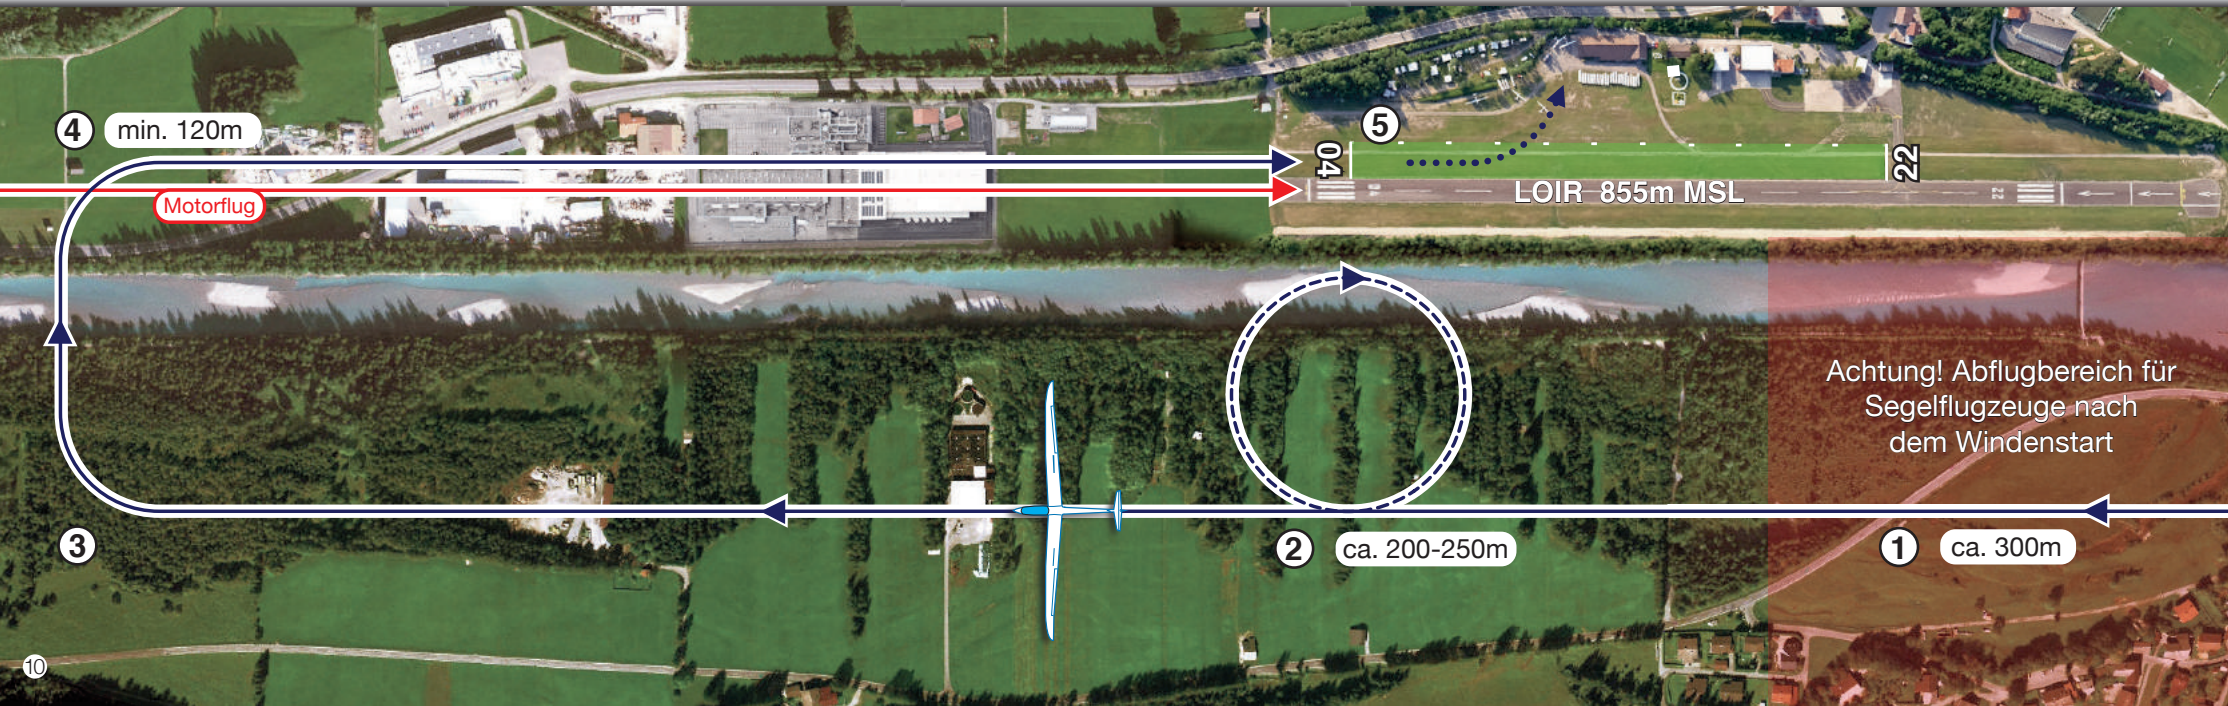 4 min. 120m
Motorflug
5
04
22
LOIR 855m MSL
Achtung! Abflugbereich für
Segelflugzeuge nach
dem Windenstart
3
2 ca. 200-250m
1 ca. 300m
10